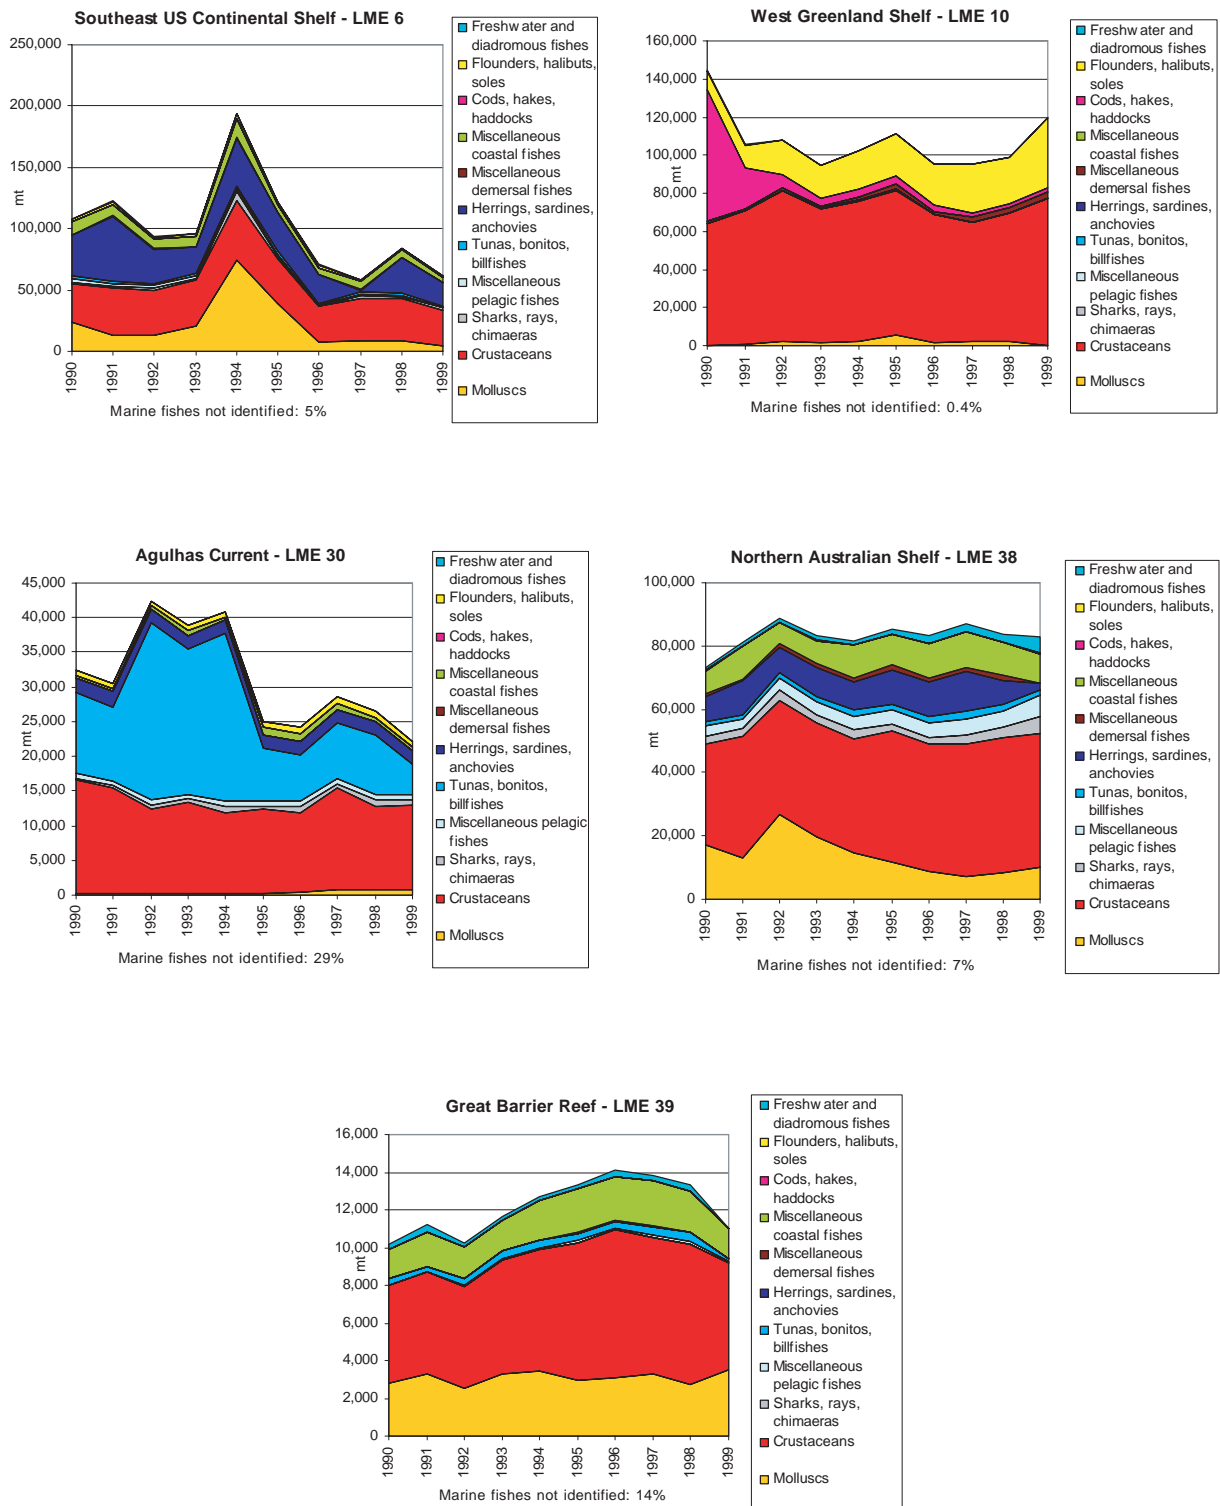 Southeast US Continental Shelf - LME 6
250,000
200,000
150,000
100,000
50,000
0
mt
1990
1991
1992
1993
1994
1995
1996
1997
1998
1999
Marine fishes not identified: 5%
Freshwater and
diadromous fishes
Flounders, halibuts,
soles
Cods, hakes,
haddocks
Miscellaneous
coastal fishes
Miscellaneous
demersal fishes
Herrings, sardines,
anchovies
Tunas, bonitos,
billfishes
Miscellaneous
pelagic fishes
Sharks, rays,
chimaeras
Crustaceans
Molluscs
West Greenland Shelf - LME 10
160,000
140,000
120,000
100,000
80,000
60,000
40,000
20,000
0
mt
1990
1991
1992
1993
1994
1995
1996
1997
1998
1999
Marine fishes not identified: 0.4%
Freshwater and
diadromous fishes
Flounders, halibuts,
soles
Cods, hakes,
haddocks
Miscellaneous
coastal fishes
Miscellaneous
demersal fishes
Herrings, sardines,
anchovies
Tunas, bonitos,
billfishes
Miscellaneous
pelagic fishes
Sharks, rays,
chimaeras
Crustaceans
Molluscs
Agulhas Current - LME 30
45,000
40,000
35,000
30,000
25,000
20,000
15,000
10,000
5,000
0
mt
1990
1991
1992
1993
1994
1995
1996
1997
1998
1999
Marine fishes not identified: 29%
Freshwater and
diadromous fishes
Flounders, halibuts,
soles
Cods, hakes,
haddocks
Miscellaneous
coastal fishes
Miscellaneous
demersal fishes
Herrings, sardines,
anchovies
Tunas, bonitos,
billfishes
Miscellaneous pelagic
fishes
Sharks, rays,
chimaeras
Crustaceans
Molluscs
Northern Australian Shelf - LME 38
100,000
80,000
60,000
40,000
20,000
0
mt
1990
1991
1992
1993
1994
1995
1996
1997
1998
1999
Marine fishes not identified: 7%
Freshwater and
diadromous fishes
Flounders, halibuts,
soles
Cods, hakes,
haddocks
Miscellaneous
coastal fishes
Miscellaneous
demersal fishes
Herrings, sardines,
anchovies
Tunas, bonitos,
billfishes
Miscellaneous
pelagic fishes
Sharks, rays,
chimaeras
Crustaceans
Molluscs
Great Barrier Reef - LME 39
16,000
14,000
12,000
10,000
8,000
6,000
4,000
2,000
0
mt
1990
1991
1992
1993
1994
1995
1996
1997
1998
1999
Marine fishes not identified: 14%
Freshwater and
diadromous fishes
Flounders, halibuts,
soles
Cods, hakes,
haddocks
Miscellaneous
coastal fishes
Miscellaneous
demersal fishes
Herrings, sardines,
anchovies
Tunas, bonitos,
billfishes
Miscellaneous
pelagic fishes
Sharks, rays,
chimaeras
Crustaceans
Molluscs